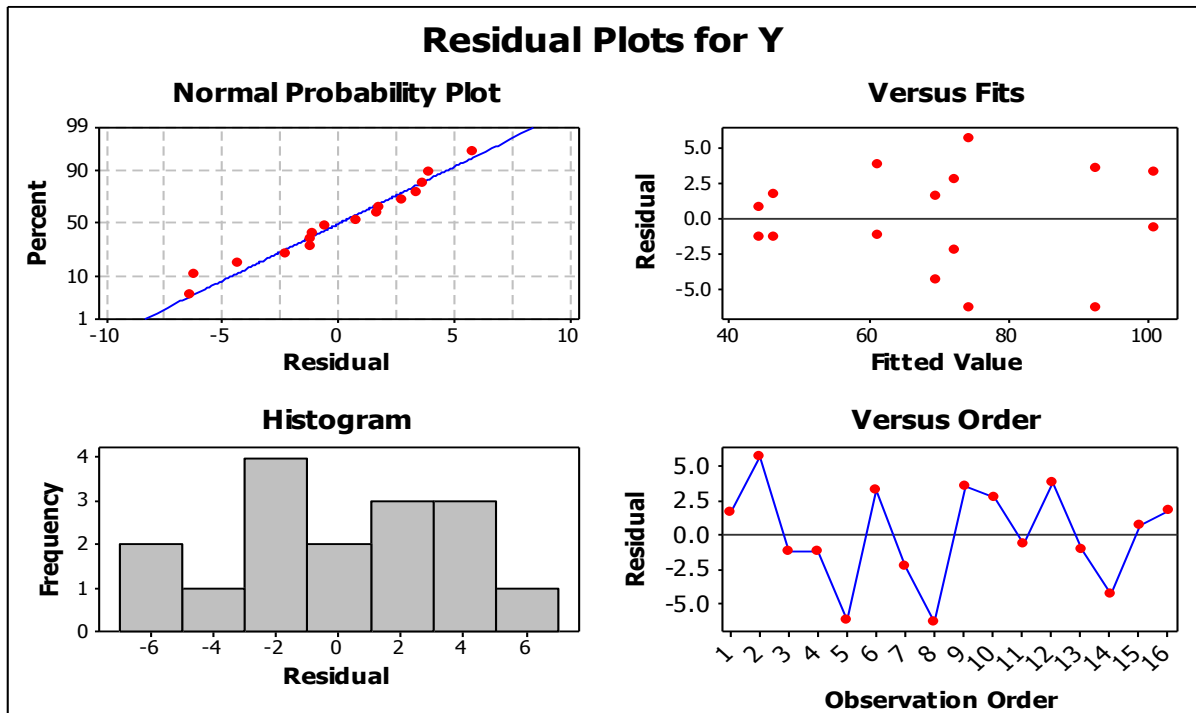 Residual Plots for Y
Normal Probability Plot
99
90
50
10
1
Percent
-10 -5 0 5 10
Residual
Versus Fits
5.0
2.5
0.0
-2.5
-5.0
Residual
40 60 80 100
Fitted Value
Histogram
4
3
2
1
0
Frequency
-6 -4 -2 0 2 4 6
Residual
Versus Order
5.0
2.5
0.0
-2.5
-5.0
Residual
1 2 3 4 5 6 7 8 9 10 11 12 13 14 15 16
Observation Order